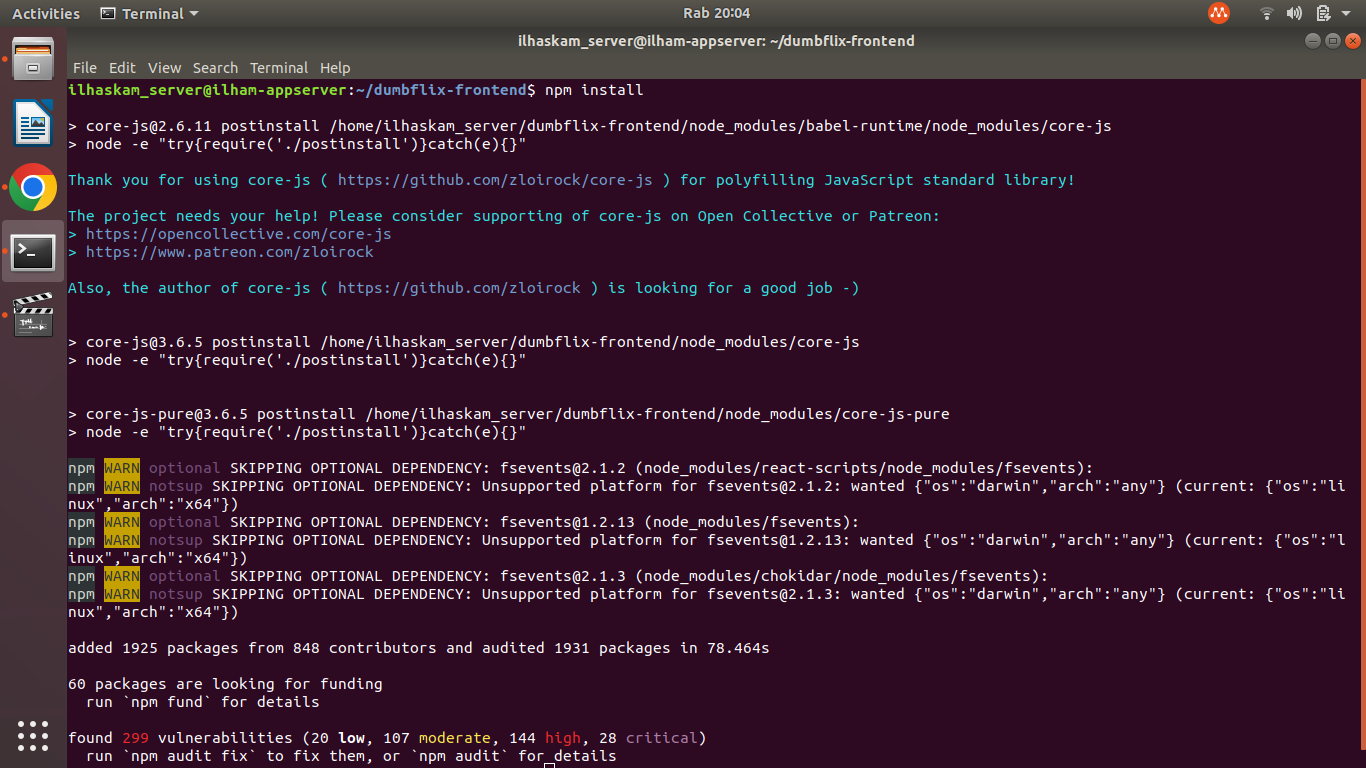 Activities Terminal Rab 20:04
ilhaskam_server@ilham-appserver: ~/dumbflix-frontend
File Edit View Search Terminal Help
ilhaskam_server@ilham-appserver:~/dumbflix-frontend$ npm install
> core-js@2.6.11 postinstall /home/ilhaskam_server/dumbflix-frontend/node_modules/babel-runtime/node_modules/core-js
> node -e "try{require('./postinstall')}catch(e){}"
Thank you for using core-js ( https://github.com/zloirock/core-js ) for polyfilling JavaScript standard library!
The project needs your help! Please consider supporting of core-js on Open Collective or Patreon:
> https://opencollective.com/core-js
> https://www.patreon.com/zloirock
Also, the author of core-js ( https://github.com/zloirock ) is looking for a good job -)
> core-js@3.6.5 postinstall /home/ilhaskam_server/dumbflix-frontend/node_modules/core-js
> node -e "try{require('./postinstall')}catch(e){}"
> core-js-pure@3.6.5 postinstall /home/ilhaskam_server/dumbflix-frontend/node_modules/core-js-pure
> node -e "try{require('./postinstall')}catch(e){}"
npm WARN optional SKIPPING OPTIONAL DEPENDENCY: fsevents@2.1.2 (node_modules/react-scripts/node_modules/fsevents):
npm WARN notsup SKIPPING OPTIONAL DEPENDENCY: Unsupported platform for fsevents@2.1.2: wanted {"os":"darwin","arch":"any"} (current: {"os":"li
nux","arch":"x64"})
npm WARN optional SKIPPING OPTIONAL DEPENDENCY: fsevents@1.2.13 (node_modules/fsevents):
npm WARN notsup SKIPPING OPTIONAL DEPENDENCY: Unsupported platform for fsevents@1.2.13: wanted {"os":"darwin","arch":"any"} (current: {"os":"l
inux","arch":"x64"})
npm WARN optional SKIPPING OPTIONAL DEPENDENCY: fsevents@2.1.3 (node_modules/chokidar/node_modules/fsevents):
npm WARN notsup SKIPPING OPTIONAL DEPENDENCY: Unsupported platform for fsevents@2.1.3: wanted {"os":"darwin","arch":"any"} (current: {"os":"li
nux","arch":"x64"})
added 1925 packages from 848 contributors and audited 1931 packages in 78.464s
60 packages are looking for funding
run `npm fund` for details
found 299 vulnerabilities (20 low, 107 moderate, 144 high, 28 critical)
run `npm audit fix` to fix them, or `npm audit` for details